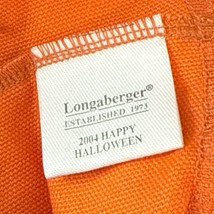 Longaberger®
ESTABLISHED 1973
2004 HAPPY
HALLOWEEN